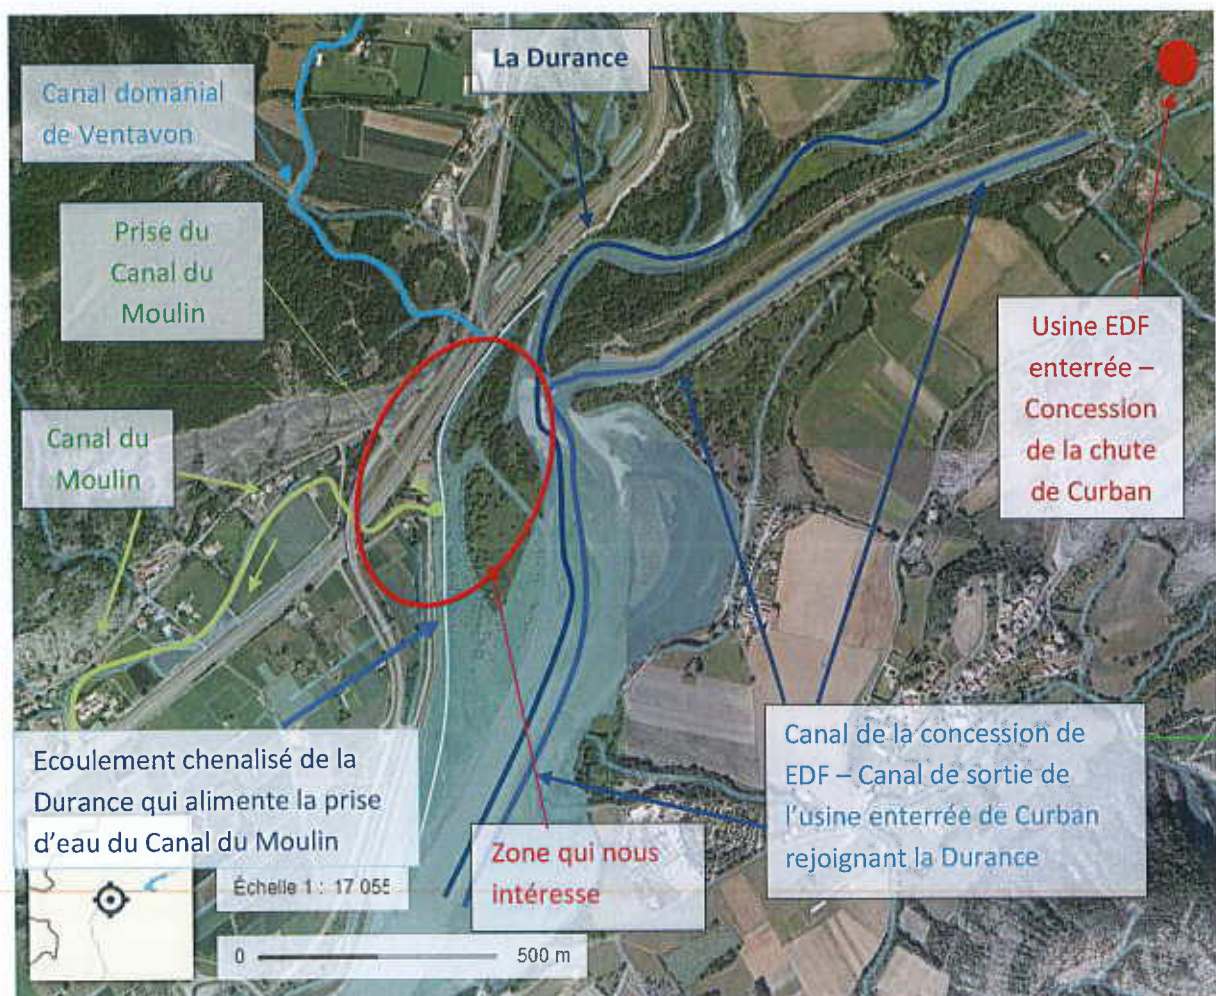 La Durance
Canal domanial
de Ventavon
Prise du
Canal du
Moulin
Canal du
Moulin
Usine EDF
enterrée –
Concession
de la chute
de Curban
Ecoulement chenalisé de la
Durance qui alimente la prise
d'eau du Canal du Moulin
Canal de la concession de
EDF – Canal de sortie de
l'usine enterrée de Curban
rejoignant la Durance
Zone qui nous
intéresse
Échelle 1 : 17 055
0 500 m